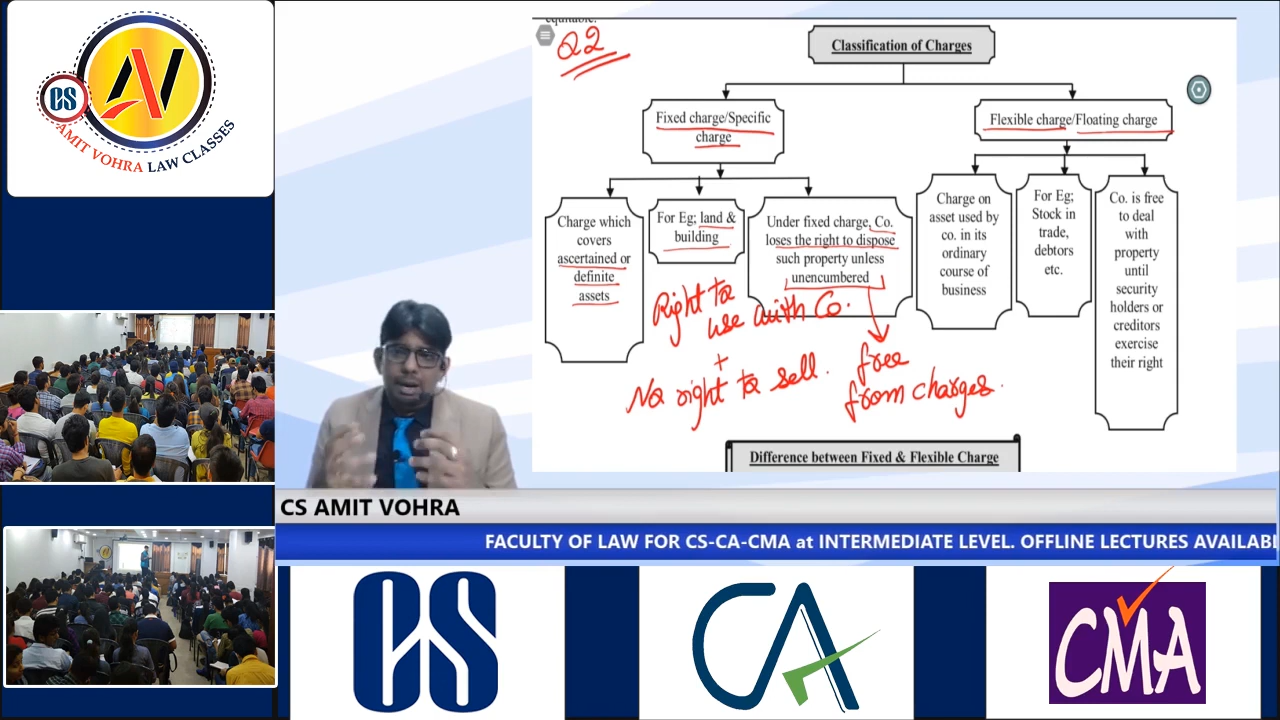 AV
CS
AMIT VOHRA LAW CLASSES
Q2
Classification of Charges
Fixed charge/Specific
charge
Flexible charge/Floating charge
Charge which
covers
ascertained or
definite
assets
For Eg; land &
building
Under fixed charge, Co.
loses the right to dispose
such property unless
unencumbered
Charge on
asset used by
co. in its
ordinary
course of
business
For Eg;
Stock in
trade,
debtors
etc.
Co. is free
to deal
with
property
until
security
holders or
creditors
exercise
their right
Right to
use with Co.
+
No right to sell.
free
from charges.
Difference between Fixed & Flexible Charge
CS AMIT VOHRA
FACULTY OF LAW FOR CS-CA-CMA at INTERMEDIATE LEVEL. OFFLINE LECTURES AVAILABI
CS
CA
CMA